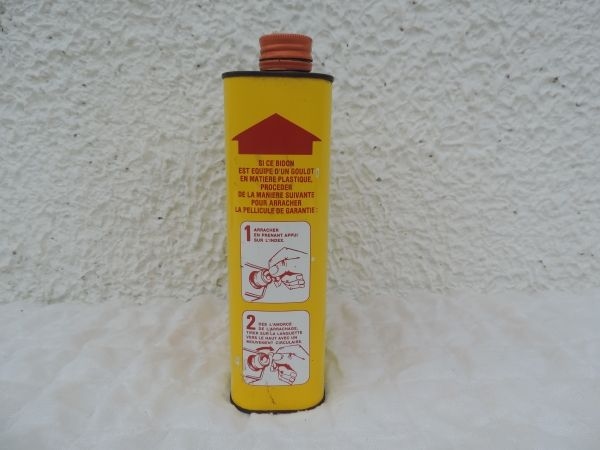 SI CE BIDON
EST EQUIPE D'UN GOULOT
EN MATIERE PLASTIQUE,
PROCEDER
DE LA MANIERE SUIVANTE
POUR ARRACHER
LA PELLICULE DE GARANTIE :
1 ARRACHER
EN PRENANT APPUI
SUR L'INDEX.
2 DES L'AMORCE
DE L'ARRACHAGE,
TIRER SUR LA LANGUETTE
VERS LE HAUT AVEC UN
MOUVEMENT CIRCULAIRE.